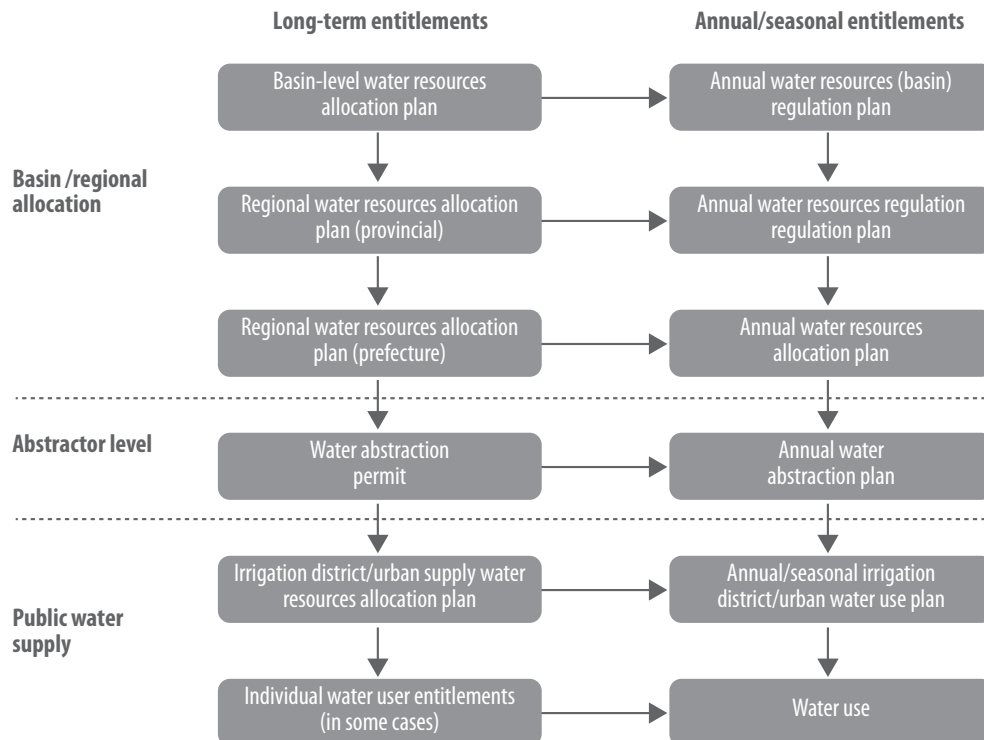 Long-term entitlements
Annual/seasonal entitlements
Basin /regional
allocation
Basin-level water resources
allocation plan
Annual water resources (basin)
regulation plan
Regional water resources allocation
plan (provincial)
Annual water resources regulation
regulation plan
Regional water resources allocation
plan (prefecture)
Annual water resources
allocation plan
Abstractor level
Water abstraction
permit
Annual water
abstraction plan
Public water
supply
Irrigation district/urban supply water
resources allocation plan
Annual/seasonal irrigation
district/urban water use plan
Individual water user entitlements
(in some cases)
Water use